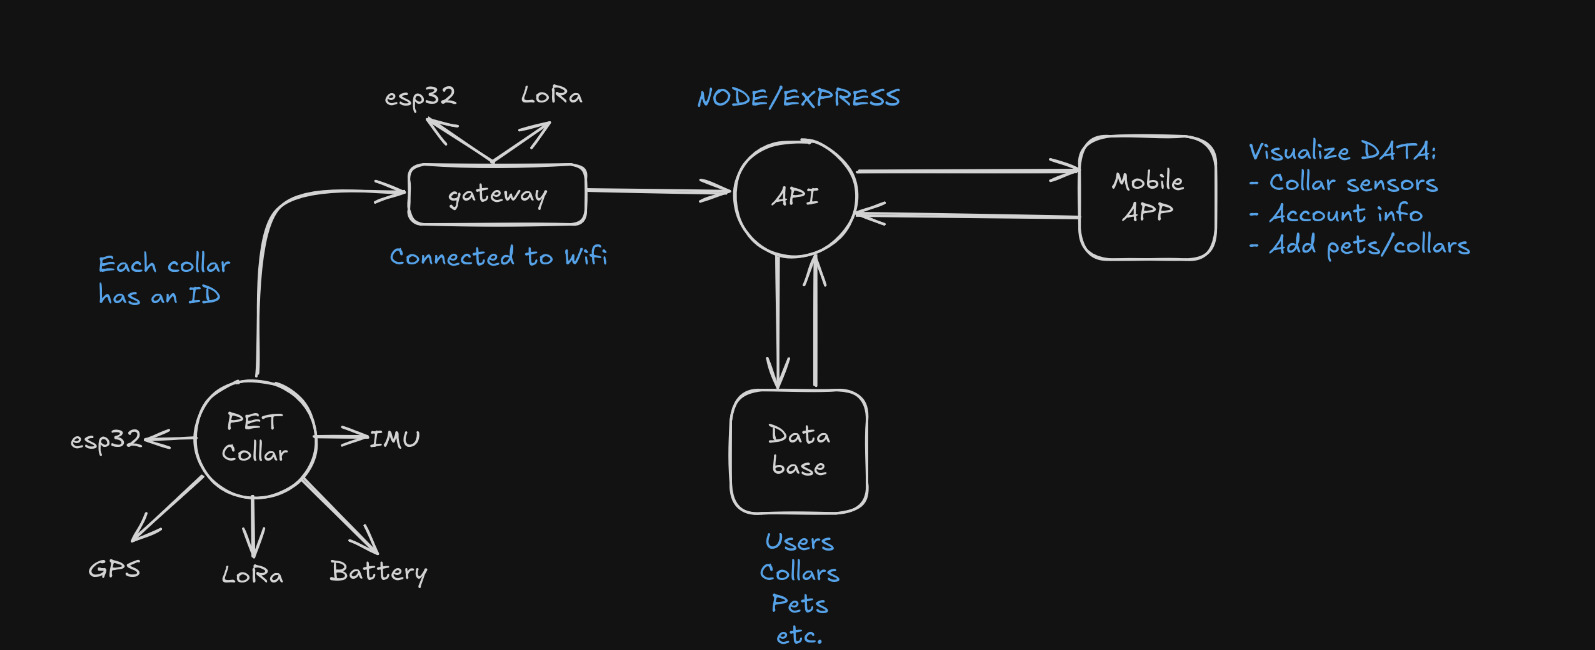 esp32
LoRa
NODE/EXPRESS
gateway
API
Mobile
APP
Visualize DATA:
- Collar sensors
- Account info
- Add pets/collars
Connected to Wifi
Each collar
has an ID
PET
Collar
esp32
IMU
GPS
LoRa
Battery
Data
base
Users
Collars
Pets
etc.